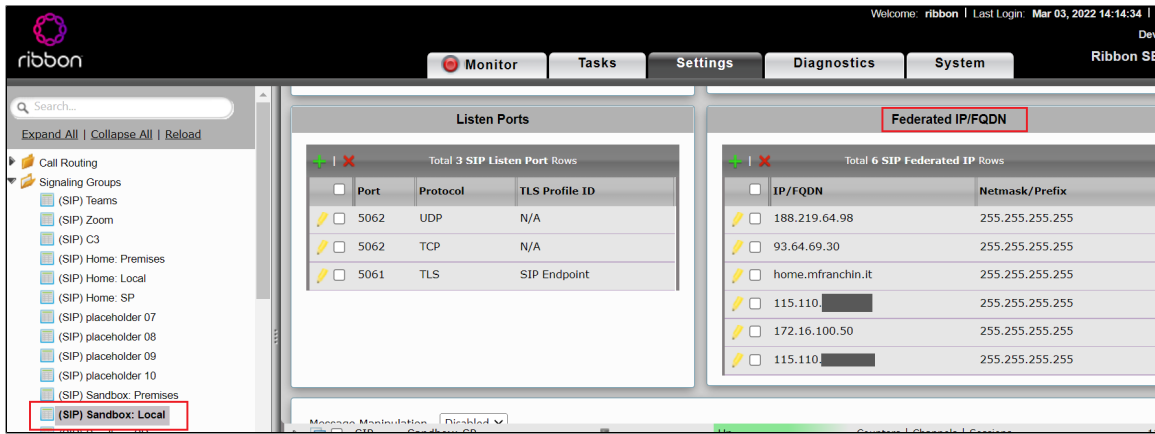 Welcome: ribbon | Last Login: Mar 03, 2022 14:14:34 |
Dev
Ribbon SE
ribbon
Monitor
Tasks
Settings
Diagnostics
System
Search...
Expand All | Collapse All | Reload
Call Routing
Signaling Groups
(SIP) Teams
(SIP) Zoom
(SIP) C3
(SIP) Home: Premises
(SIP) Home: Local
(SIP) Home: SP
(SIP) placeholder 07
(SIP) placeholder 08
(SIP) placeholder 09
(SIP) placeholder 10
(SIP) Sandbox: Premises
(SIP) Sandbox: Local
Listen Ports
Total 3 SIP Listen Port Rows
Port Protocol TLS Profile ID
5062 UDP N/A
5062 TCP N/A
5061 TLS SIP Endpoint
Federated IP/FQDN
Total 6 SIP Federated IP Rows
IP/FQDN Netmask/Prefix
188.219.64.98 255.255.255.255
93.64.69.30 255.255.255.255
home.mfranchin.it 255.255.255.255
115.110. 255.255.255.255
172.16.100.50 255.255.255.255
115.110. 255.255.255.255
Message Manipulation Disabled